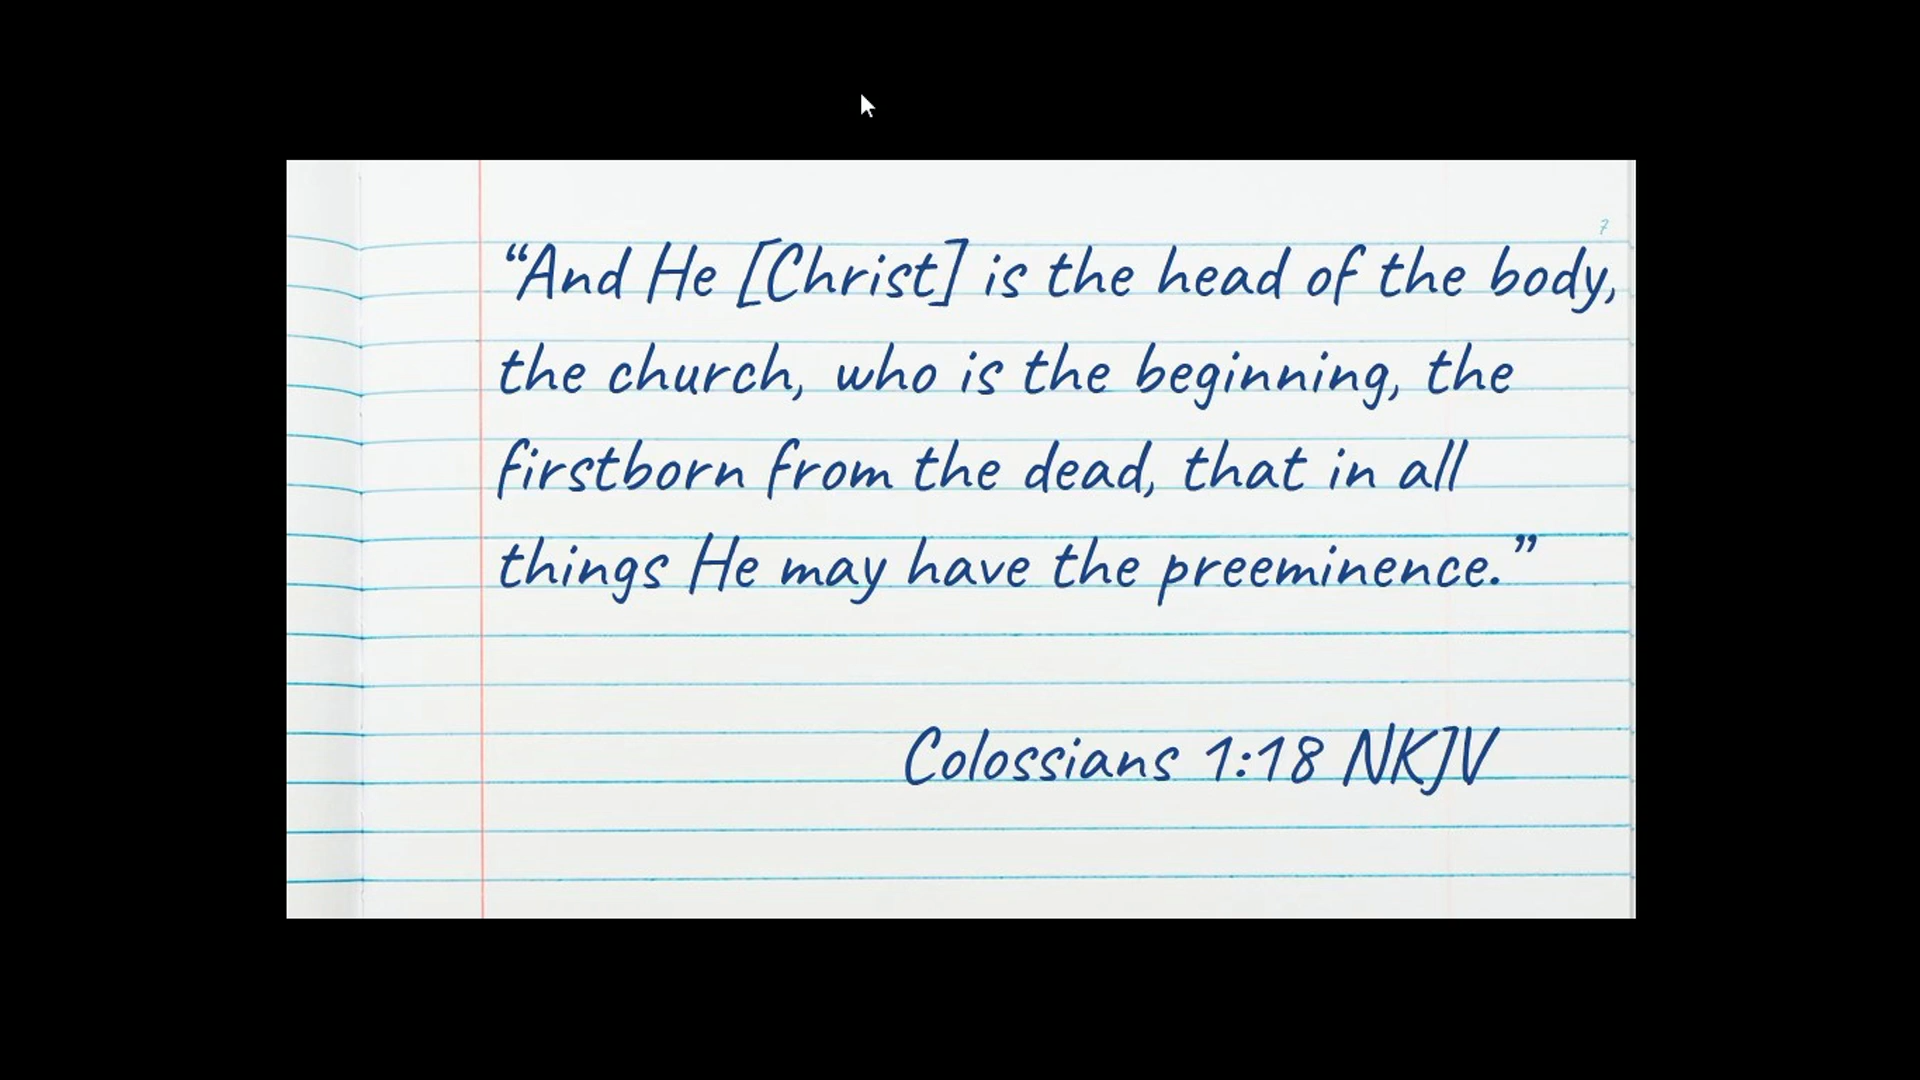 7
“And He [Christ] is the head of the body,
the church, who is the beginning, the
firstborn from the dead, that in all
things He may have the preeminence.”
Colossians 1:18 NKJV